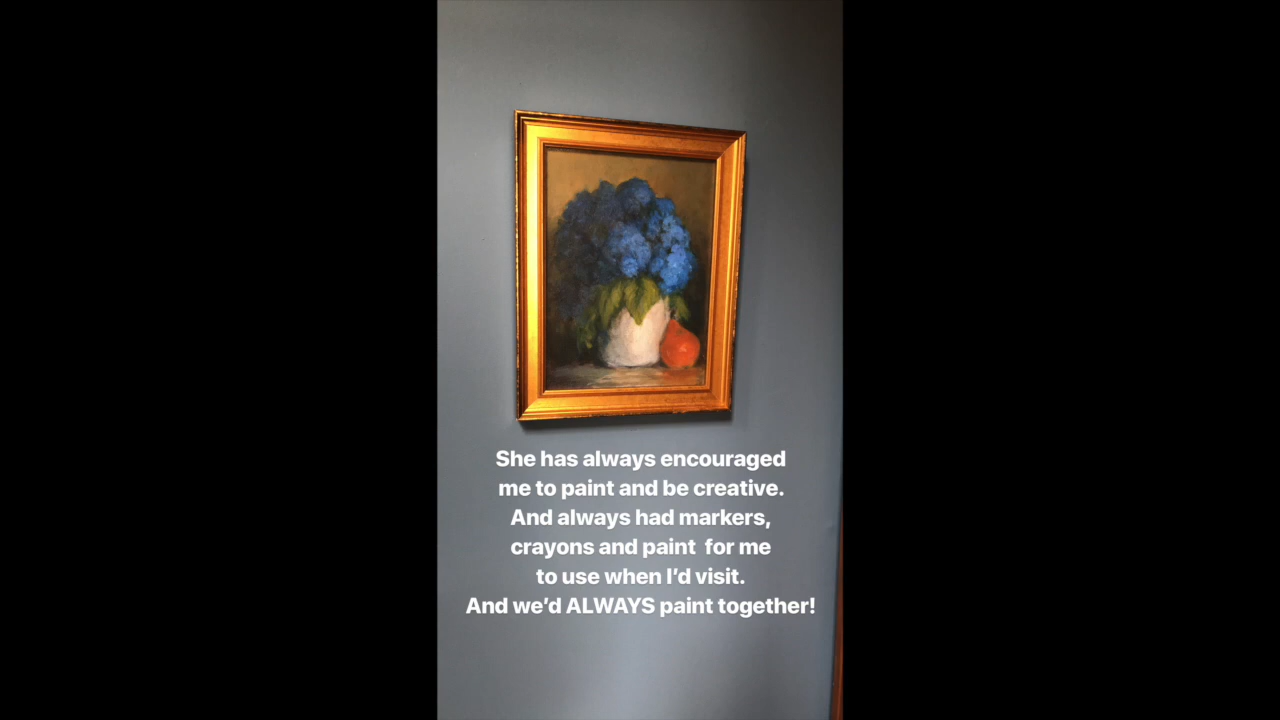 She has always encouraged
me to paint and be creative.
And always had markers,
crayons and paint  for me
to use when I’d visit.
And we’d ALWAYS paint together!